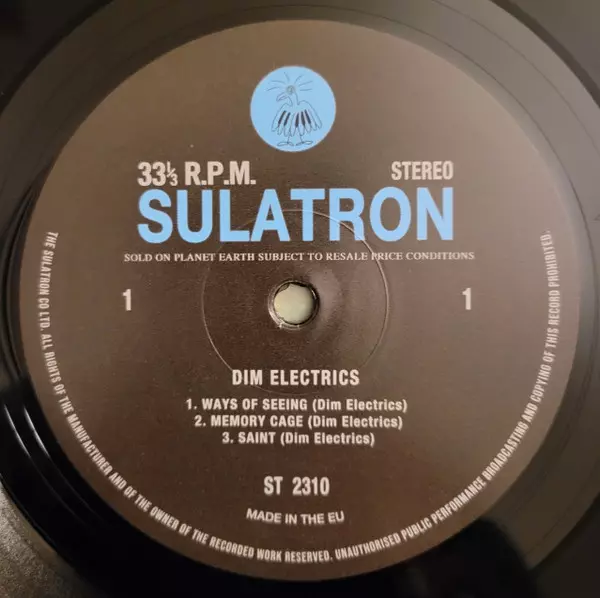 33⅓ R.P.M.
STEREO
SULATRON
SOLD ON PLANET EARTH SUBJECT TO RESALE PRICE CONDITIONS
1
1
DIM ELECTRICS
1. WAYS OF SEEING (Dim Electrics)
2. MEMORY CAGE (Dim Electrics)
3. SAINT (Dim Electrics)
ST 2310
MADE IN THE EU
THE SULATRON CO LTD. ALL RIGHTS OF THE MANUFACTURER AND OF THE OWNER OF THE RECORDED WORK RESERVED. UNAUTHORISED PUBLIC PERFORMANCE BROADCASTING AND COPYING OF THIS RECORD PROHIBITED.